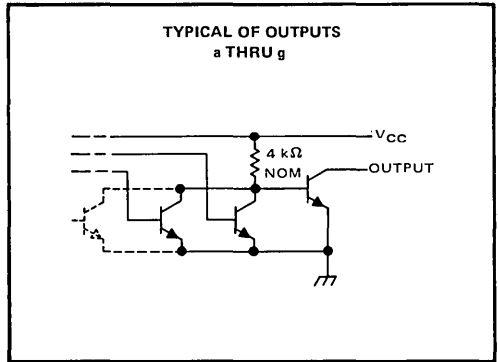 TYPICAL OF OUTPUTS
a THRU g
VCC
4 kΩ
NOM
OUTPUT